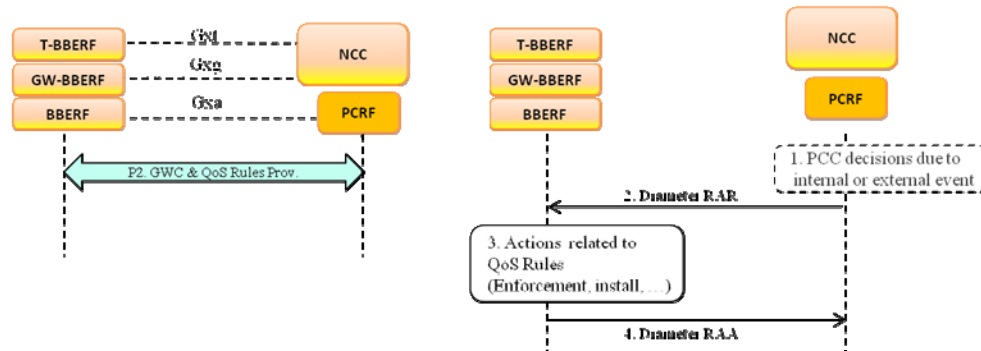 T-BBERF
GW-BBERF
BBERF
Gxt
Gxg
Gxa
NCC
PCRF
P2. GWC & QoS Rules Prov.
T-BBERF
GW-BBERF
BBERF
NCC
PCRF
1. PCC decisions due to
internal or external event
2. Diameter RAR
3. Actions related to
QoS Rules
(Enforcement, install, …)
4. Diameter RAA